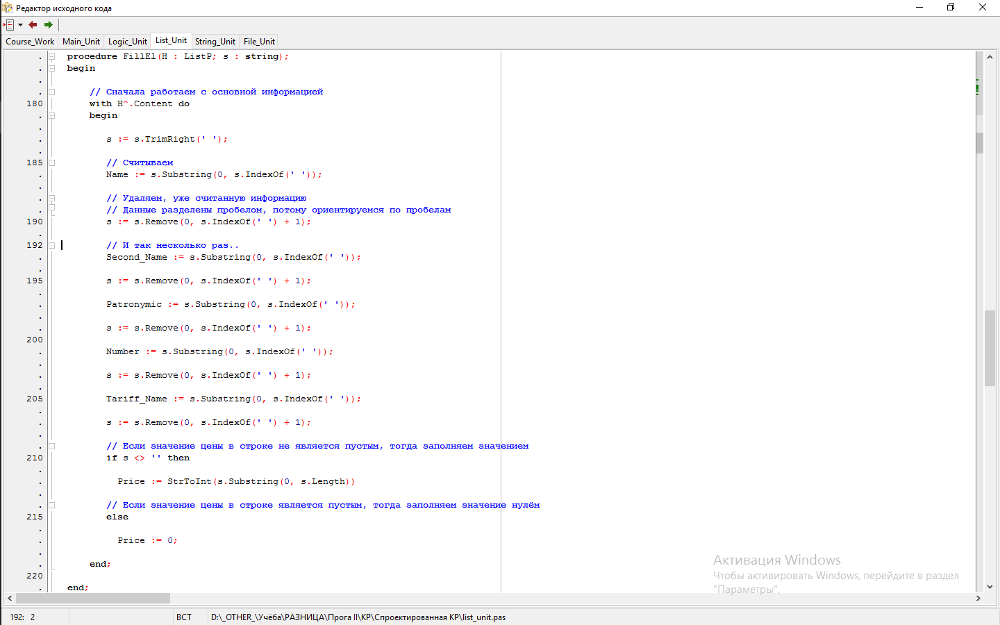 Редактор исходного кода
Course_Work Main_Unit Logic_Unit List_Unit String_Unit File_Unit
procedure FillEl(H : ListP; s : string);
begin
// Сначала работаем с основной информацией
180 with H^.Content do
begin
s := s.TrimRight(' ');
185 // Считываем
Name := s.Substring(0, s.IndexOf(' '));
// Удаляем, уже считанную информацию
// Данные разделены пробелом, потому ориентируемся по пробелам
190 s := s.Remove(0, s.IndexOf(' ') + 1);
192 // И так несколько раз..
Second_Name := s.Substring(0, s.IndexOf(' '));
195 s := s.Remove(0, s.IndexOf(' ') + 1);
Patronymic := s.Substring(0, s.IndexOf(' '));
s := s.Remove(0, s.IndexOf(' ') + 1);
200
Number := s.Substring(0, s.IndexOf(' '));
s := s.Remove(0, s.IndexOf(' ') + 1);
205 Tariff_Name := s.Substring(0, s.IndexOf(' '));
s := s.Remove(0, s.IndexOf(' ') + 1);
// Если значение цены в строке не является пустым, тогда заполняем значением
210 if s <> '' then
Price := StrToInt(s.Substring(0, s.Length))
// Если значение цены в строке является пустым, тогда заполняем значение нулём
215 else
Price := 0;
end;
220
end;
Активация Windows
Чтобы активировать Windows, перейдите в раздел
"Параметры".
192: 2 ВСТ D:\_OTHER_\Учёба\РАЗНИЦА\Прога II\КР\Спроектированная КР\list_unit.pas